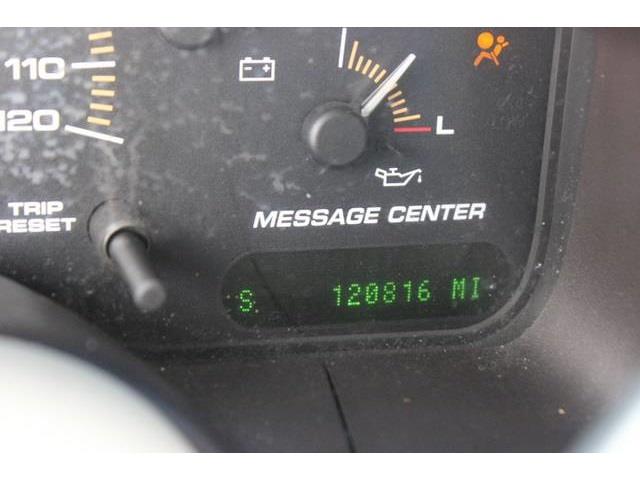 110
120
L
TRIP
RESET
MESSAGE CENTER
S 120816 MI